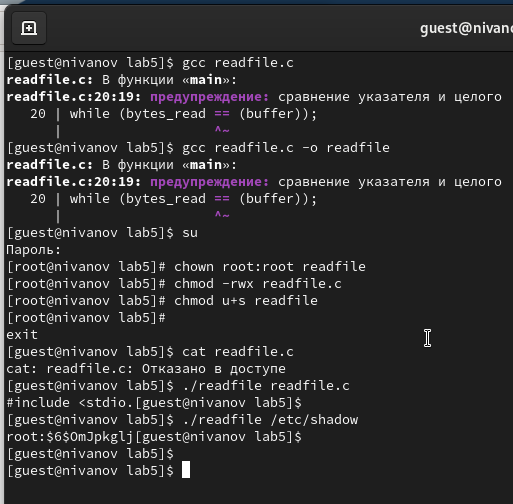 guest@nivano
[guest@nivanov lab5]$ gcc readfile.c
readfile.c: В функции «main»:
readfile.c:20:19: предупреждение: сравнение указателя и целого
20 | while (bytes_read == (buffer));
| ^~
[guest@nivanov lab5]$ gcc readfile.c -o readfile
readfile.c: В функции «main»:
readfile.c:20:19: предупреждение: сравнение указателя и целого
20 | while (bytes_read == (buffer));
| ^~
[guest@nivanov lab5]$ su
Пароль:
[root@nivanov lab5]# chown root:root readfile
[root@nivanov lab5]# chmod -rwx readfile.c
[root@nivanov lab5]# chmod u+s readfile
[root@nivanov lab5]#
exit
[guest@nivanov lab5]$ cat readfile.c
cat: readfile.c: Отказано в доступе
[guest@nivanov lab5]$ ./readfile readfile.c
#include <stdio.[guest@nivanov lab5]$
[guest@nivanov lab5]$ ./readfile /etc/shadow
root:$6$OmJpkglj[guest@nivanov lab5]$
[guest@nivanov lab5]$
[guest@nivanov lab5]$